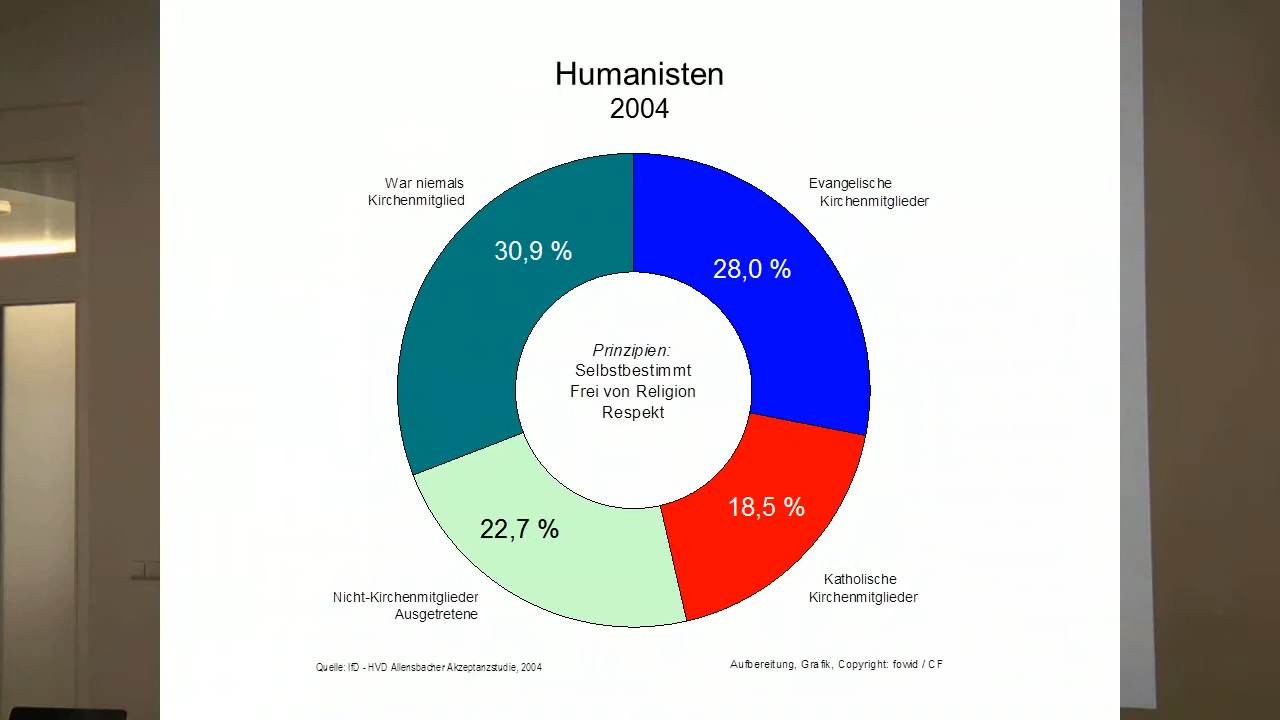 Humanisten
2004
War niemals
Kirchenmitglied
Evangelische
Kirchenmitglieder
30,9 %
28,0 %
Prinzipien:
Selbstbestimmt
Frei von Religion
Respekt
22,7 %
18,5 %
Nicht-Kirchenmitglieder
Ausgetretene
Katholische
Kirchenmitglieder
Quelle: IfD - HVD Allensbacher Akzeptanzstudie, 2004
Aufbereitung, Grafik, Copyright: fowid / CF